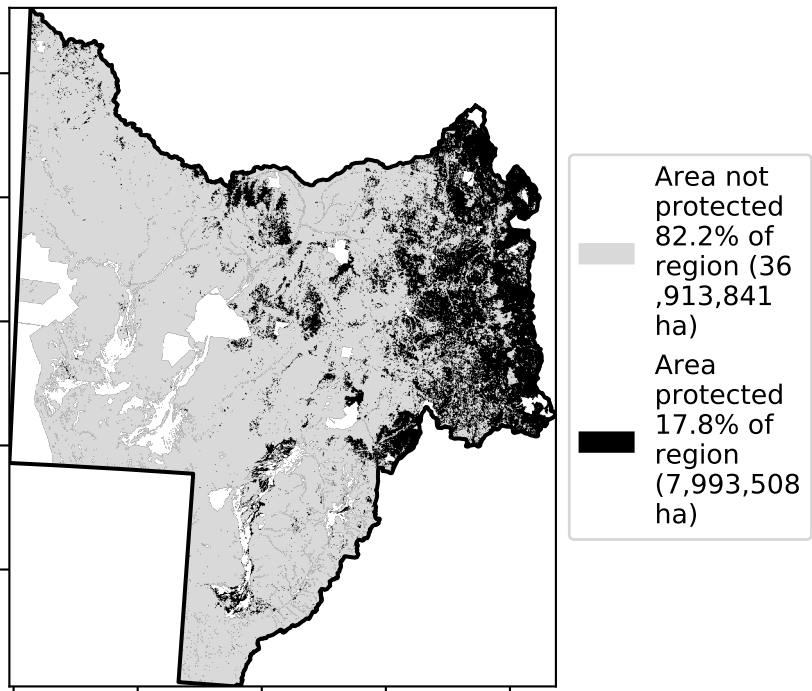 Area not
protected
82.2% of
region (36
,913,841
ha)
Area
protected
17.8% of
region
(7,993,508
ha)